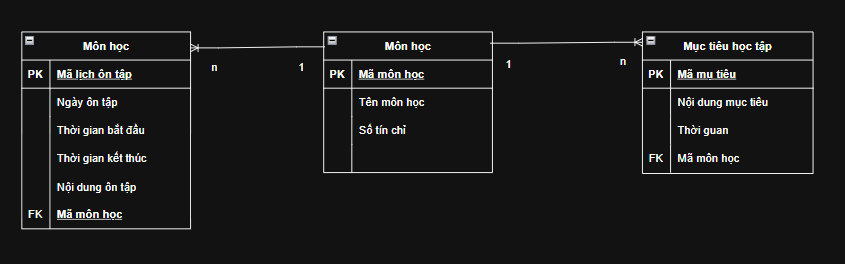 Môn học
PK Mã lịch ôn tập
Ngày ôn tập
Thời gian bắt đầu
Thời gian kết thúc
Nội dung ôn tập
FK Mã môn học
n
1
Môn học
PK Mã môn học
Tên môn học
Số tín chỉ
1
n
Mục tiêu học tập
PK Mã mụ tiêu
Nội dung mục tiêu
Thời guan
FK Mã môn học